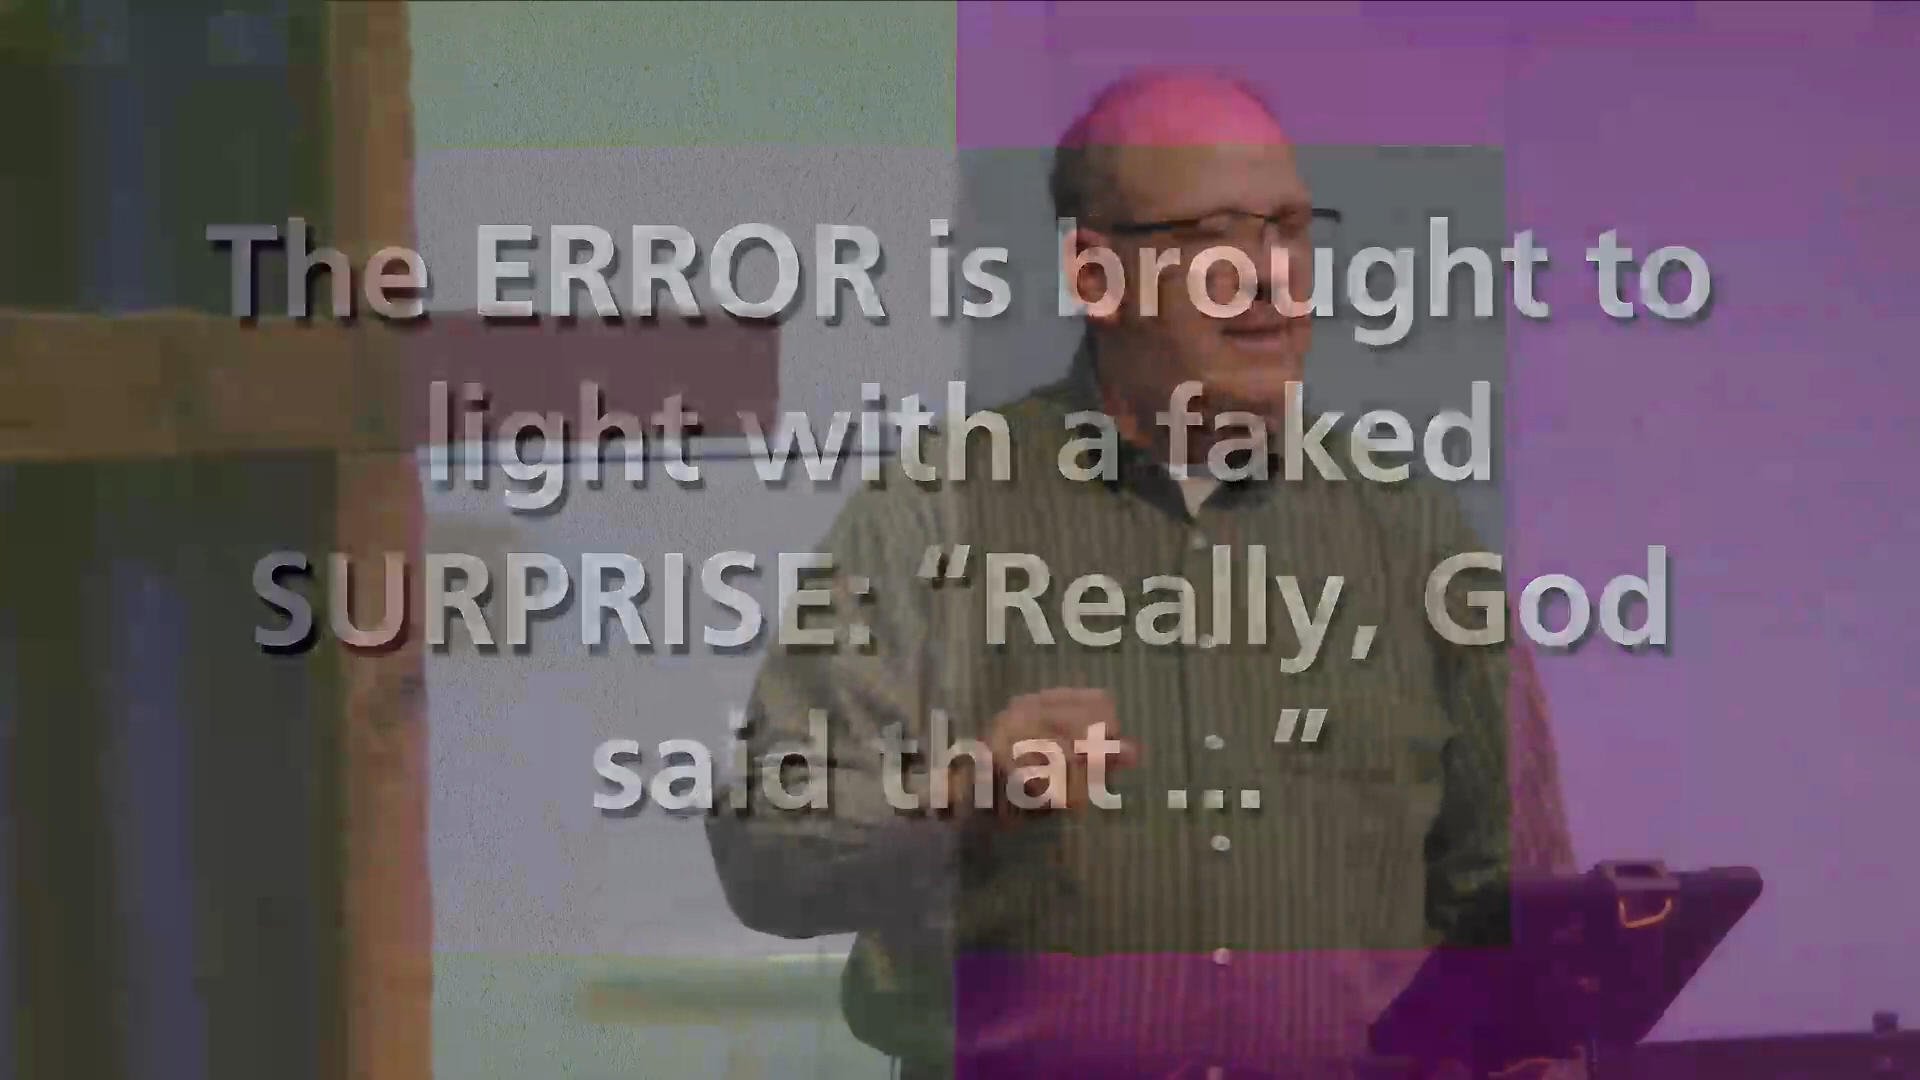 The ERROR is brought to
light with a faked
SURPRISE: “Really, God
said that ...”